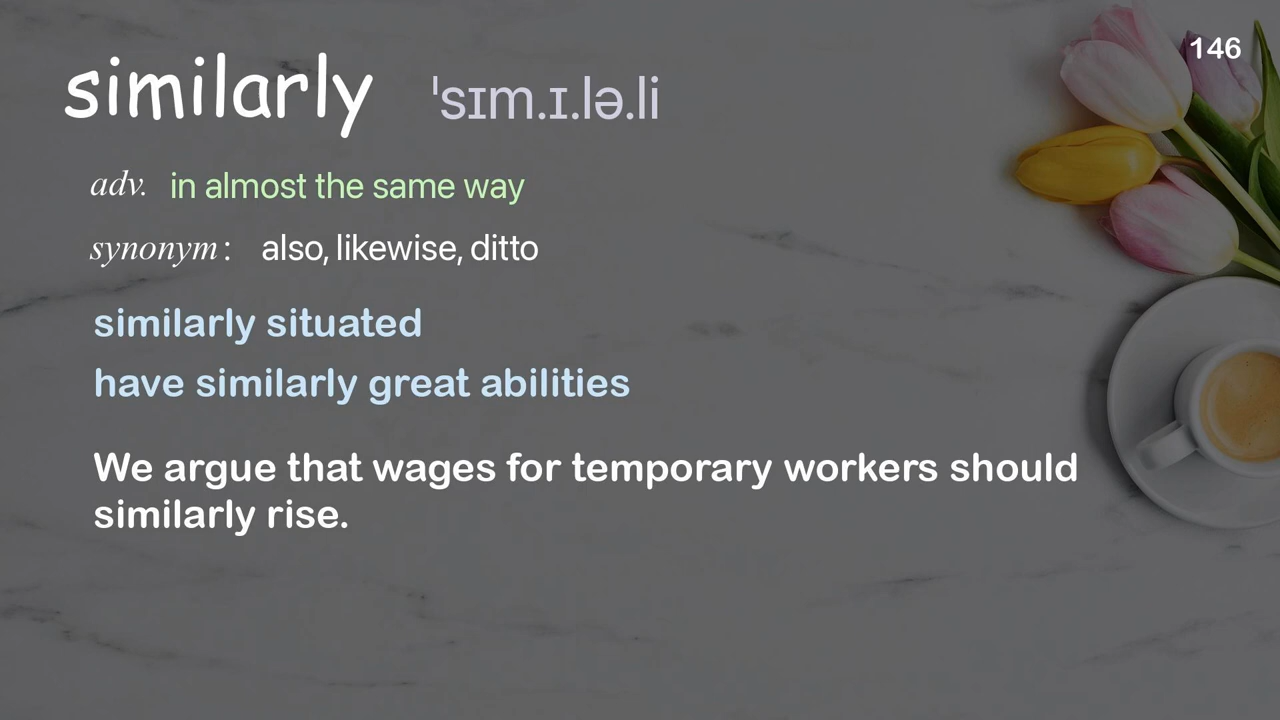 146
similarly ˈsɪm.ɪ.lə.li
adv. in almost the same way
synonym: also, likewise, ditto
similarly situated
have similarly great abilities
We argue that wages for temporary workers should
similarly rise.